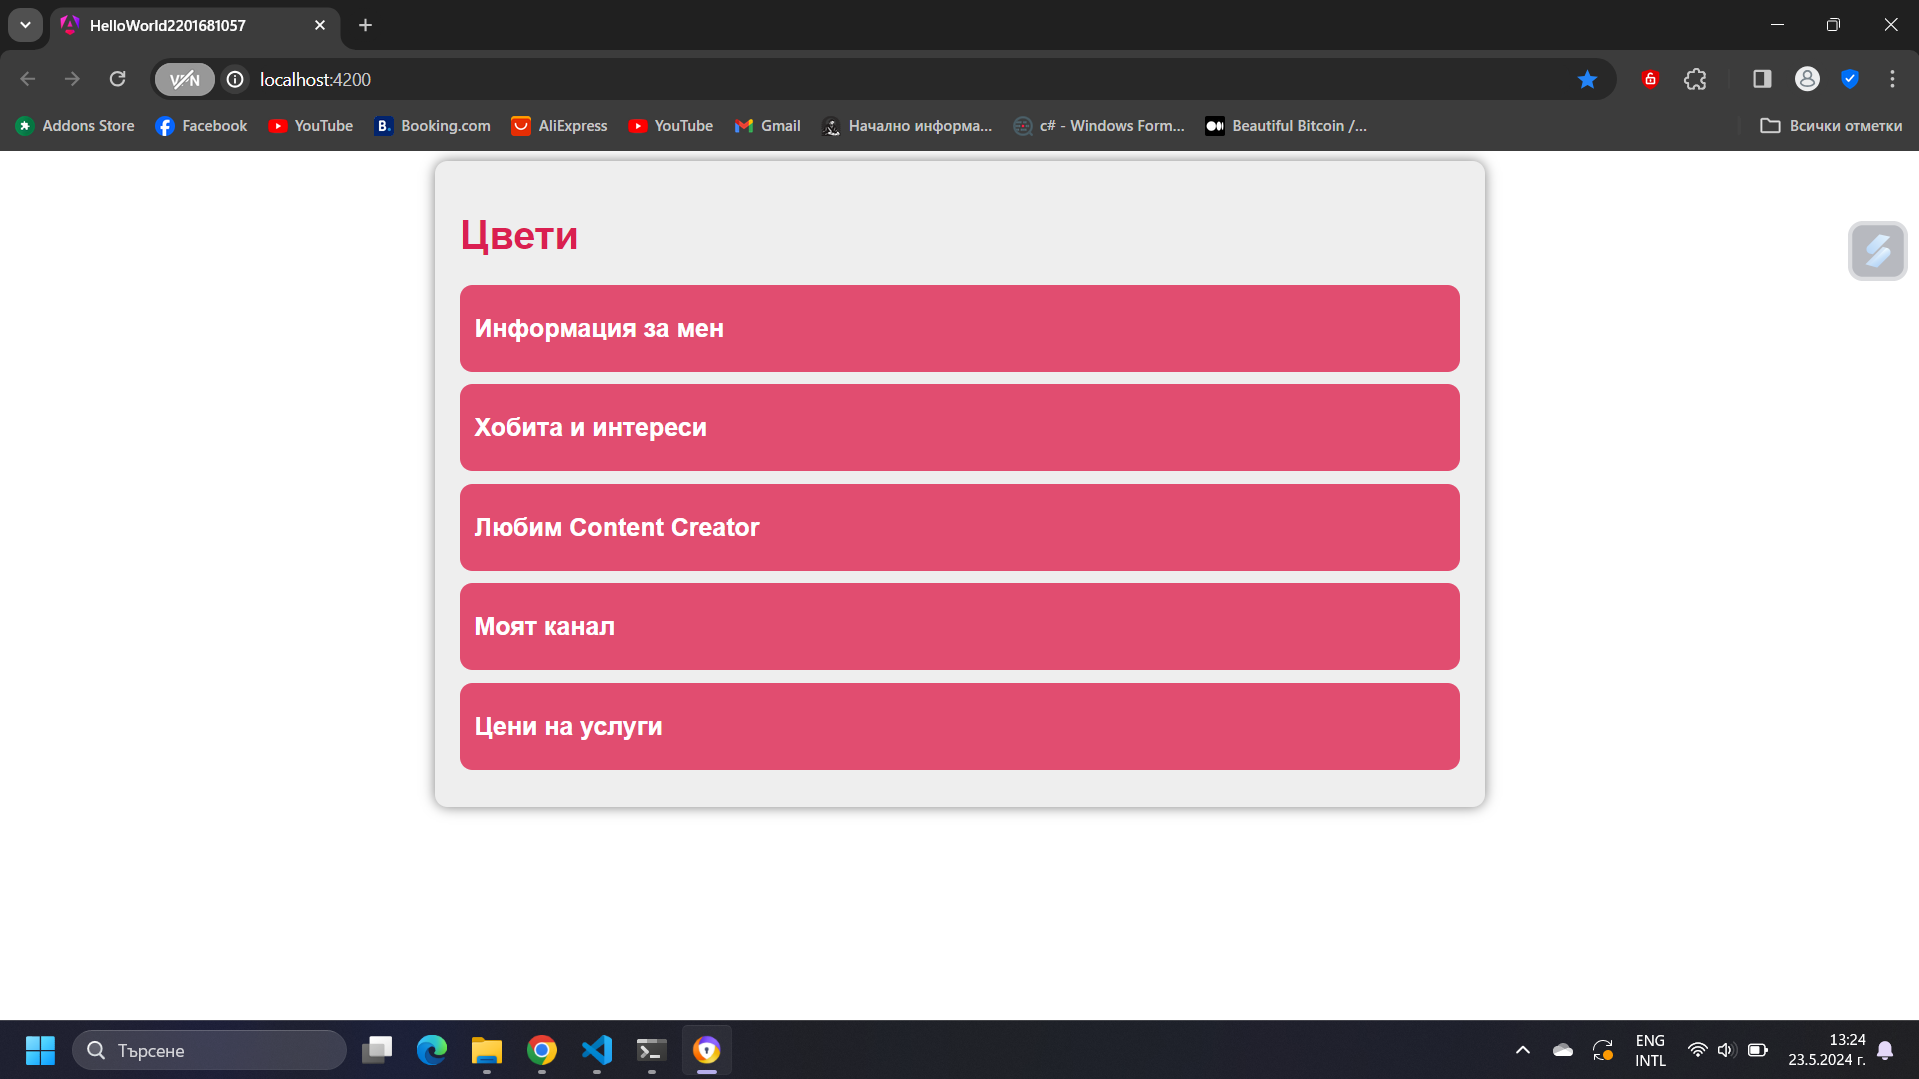 HelloWorld2201681057
VPN
localhost:4200
Addons Store
Facebook
YouTube
Booking.com
AliExpress
YouTube
Gmail
Начално информа...
c# - Windows Form...
Beautiful Bitcoin /...
Всички отметки
Цвети
Информация за мен
Хобита и интереси
Любим Content Creator
Моят канал
Цени на услуги
Търсене
ENG
INTL
13:24
23.5.2024 г.